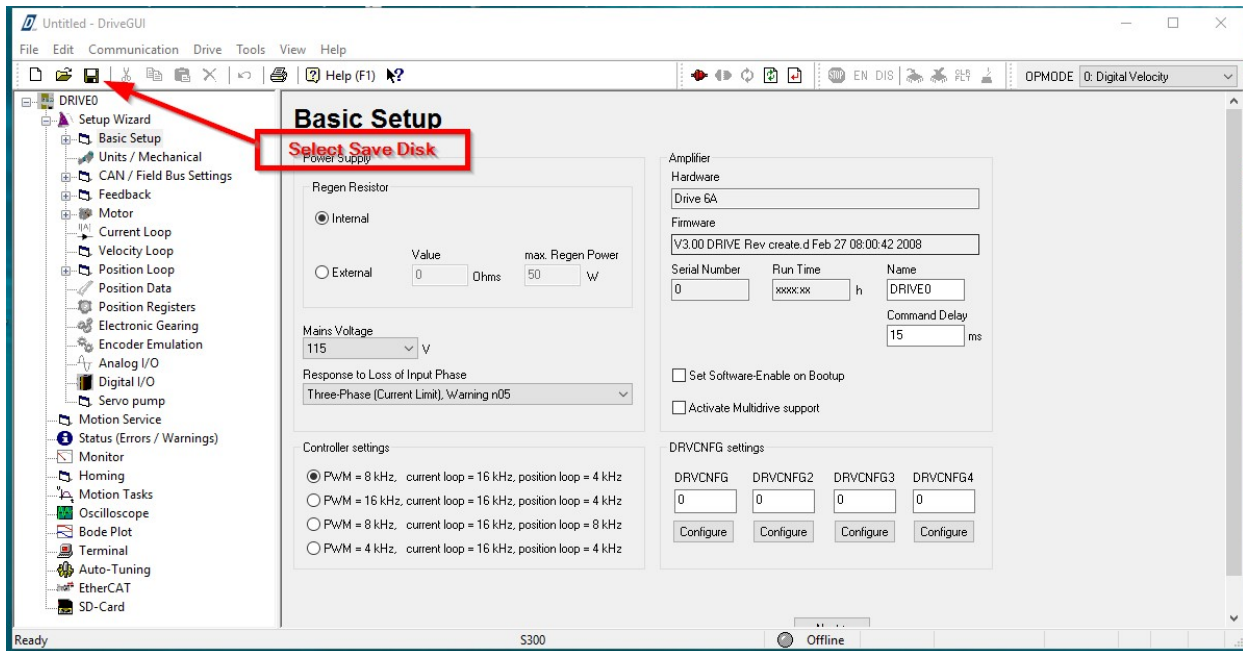 Untitled - DriveGUI
File Edit Communication Drive Tools View Help
Help (F1)
STOP EN DIS
OPMODE 0: Digital Velocity
DRIVE0
Setup Wizard
Basic Setup
Units / Mechanical
CAN / Field Bus Settings
Feedback
Motor
Current Loop
Velocity Loop
Position Loop
Position Data
Position Registers
Electronic Gearing
Encoder Emulation
Analog I/O
Digital I/O
Servo pump
Motion Service
Status (Errors / Warnings)
Monitor
Homing
Motion Tasks
Oscilloscope
Bode Plot
Terminal
Auto-Tuning
EtherCAT
SD-Card
Basic Setup
Select Save Disk
Power Supply
Regen Resistor
Internal
Value max. Regen Power
External 0 Ohms 50 W
Mains Voltage
115 V
Response to Loss of Input Phase
Three-Phase (Current Limit), Warning n05
Controller settings
PWM = 8 kHz, current loop = 16 kHz, position loop = 4 kHz
PWM = 16 kHz, current loop = 16 kHz, position loop = 4 kHz
PWM = 8 kHz, current loop = 16 kHz, position loop = 8 kHz
PWM = 4 kHz, current loop = 16 kHz, position loop = 4 kHz
Amplifier
Hardware
Drive 6A
Firmware
V3.00 DRIVE Rev create.d Feb 27 08:00:42 2008
Serial Number Run Time Name
0 xxxx:xx h DRIVE0
Command Delay
15 ms
Set Software-Enable on Bootup
Activate Multidrive support
DRVCNFG settings
DRVCNFG DRVCNFG2 DRVCNFG3 DRVCNFG4
0 0 0 0
Configure Configure Configure Configure
Ready S300 Offline